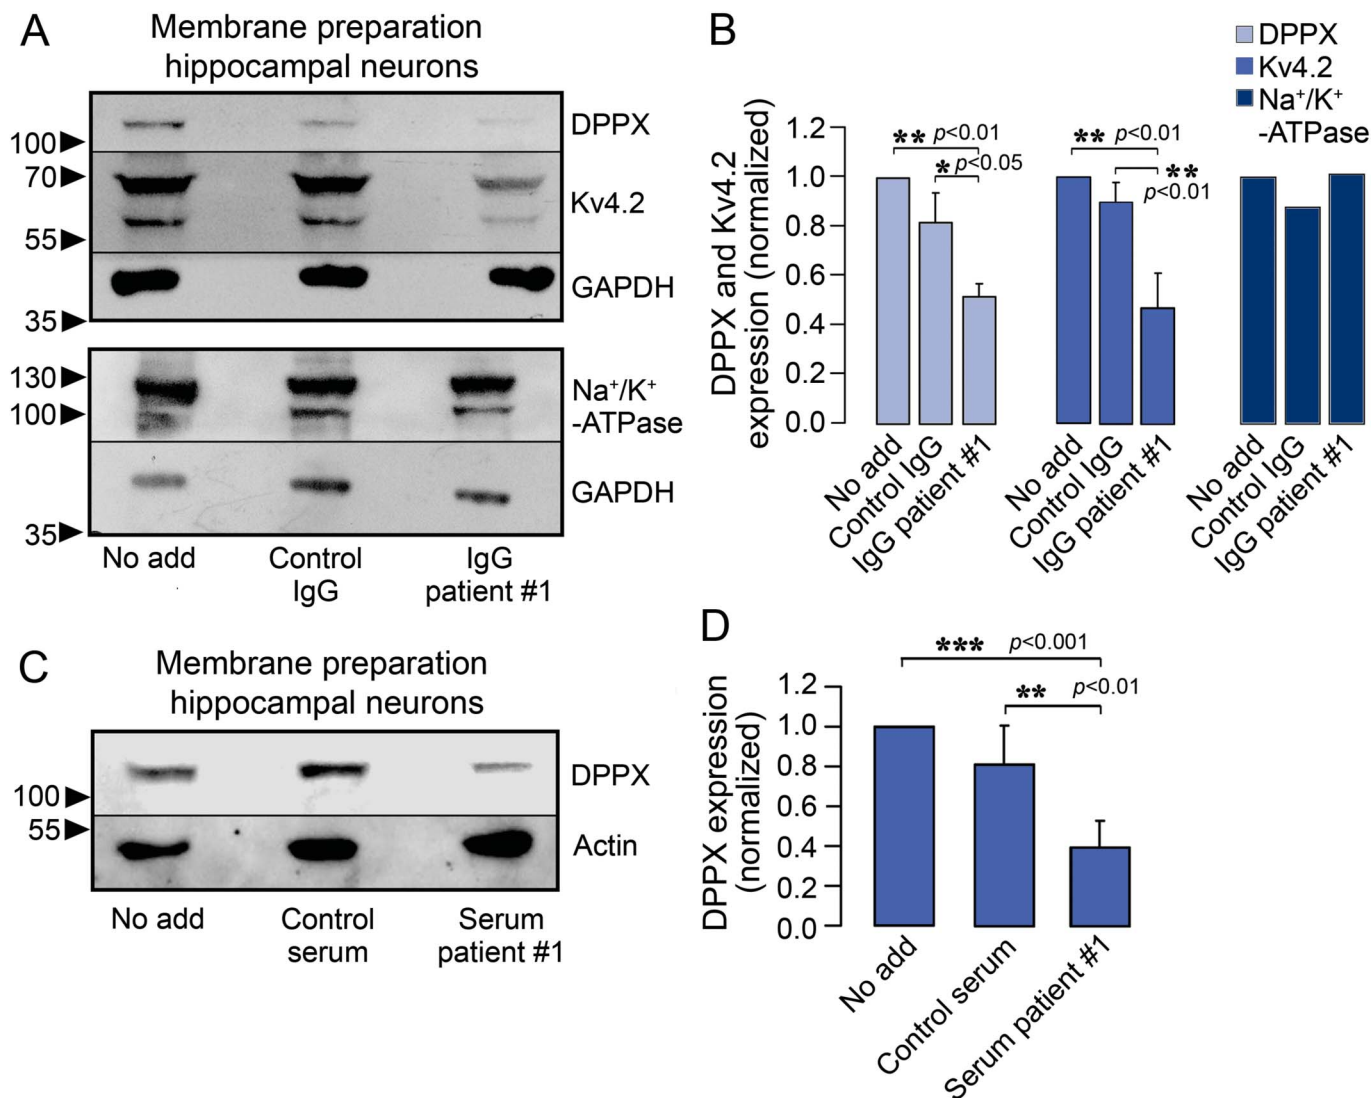 A
Membrane preparation
hippocampal neurons
100
70
55
35
DPPX
Kv4.2
GAPDH
130
100
35
Na⁺/K⁺
-ATPase
GAPDH
No add
Control
IgG
IgG
patient #1
B
DPPX
Kv4.2
Na⁺/K⁺
-ATPase
DPPX and Kv4.2
expression (normalized)
1.2
1.0
0.8
0.6
0.4
0.2
0.0
** p<0.01
* p<0.05
** p<0.01
**
p<0.01
No add
Control IgG
IgG patient #1
No add
Control IgG
IgG patient #1
No add
Control IgG
IgG patient #1
C
Membrane preparation
hippocampal neurons
100
55
DPPX
Actin
No add
Control
serum
Serum
patient #1
D
DPPX expression
(normalized)
*** p<0.001
** p<0.01
1.2
1.0
0.8
0.6
0.4
0.2
0.0
No add
Control serum
Serum patient #1